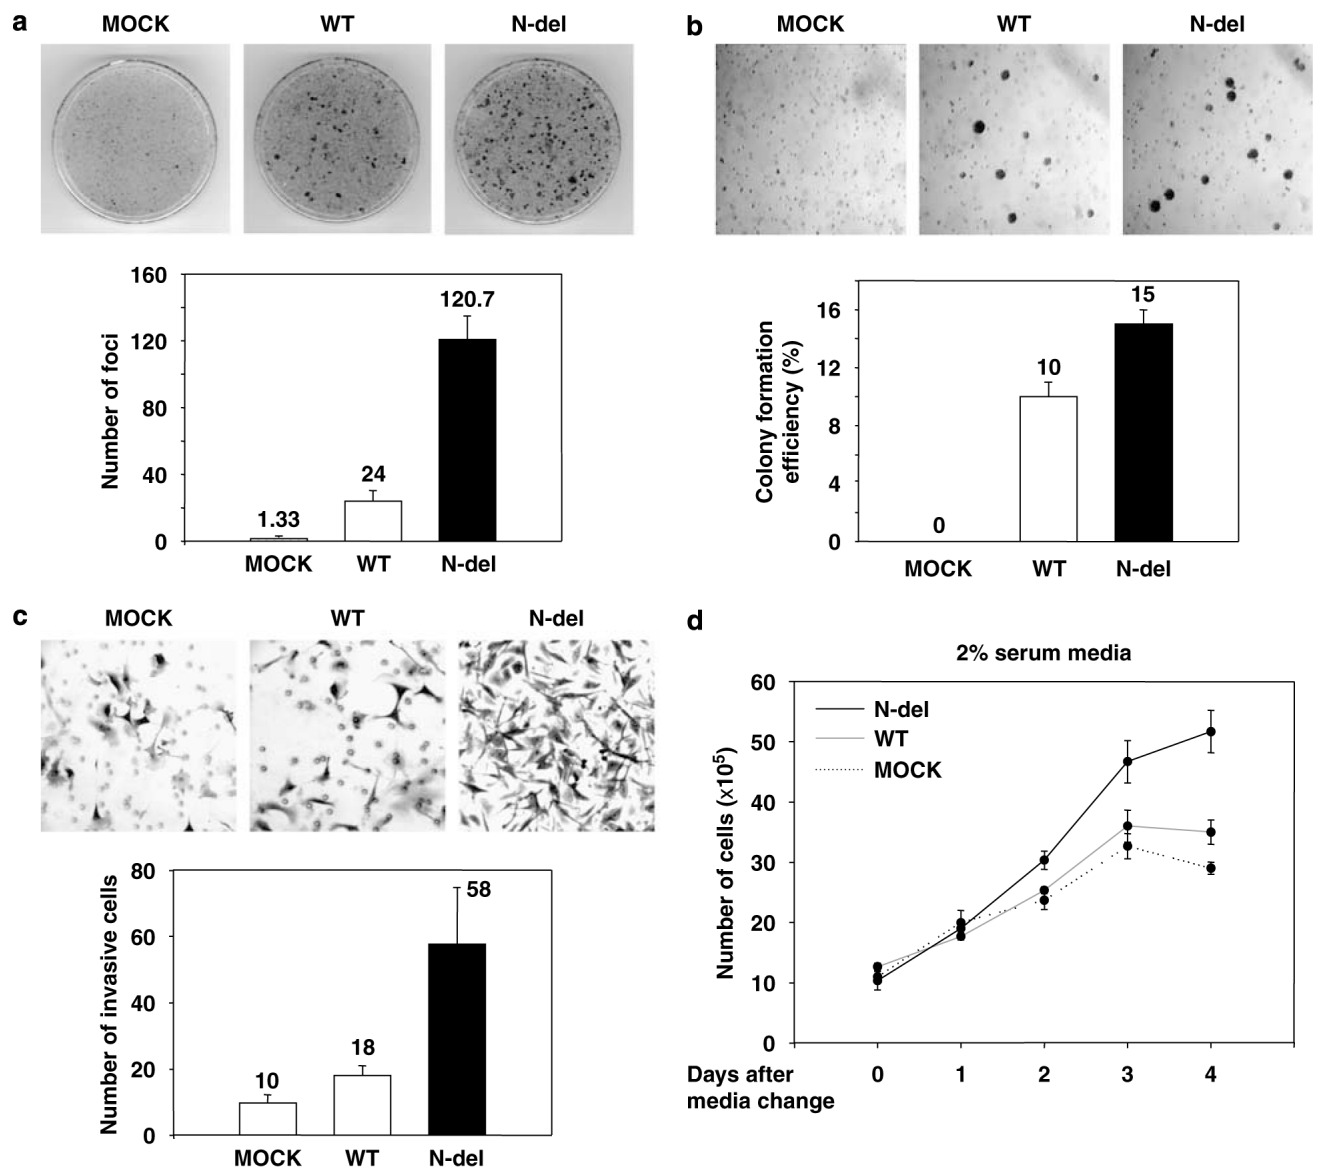 a
MOCK
WT
N-del
160
120
80
40
0
Number of foci
1.33
24
120.7
MOCK
WT
N-del
b
MOCK
WT
N-del
16
12
8
4
0
Colony formation
efficiency (%)
0
10
15
MOCK
WT
N-del
c
MOCK
WT
N-del
80
60
40
20
0
Number of invasive cells
10
18
58
MOCK
WT
N-del
d
2% serum media
60
50
40
30
20
10
0
Number of cells (x10⁵)
N-del
WT
MOCK
0
1
2
3
4
Days after
media change